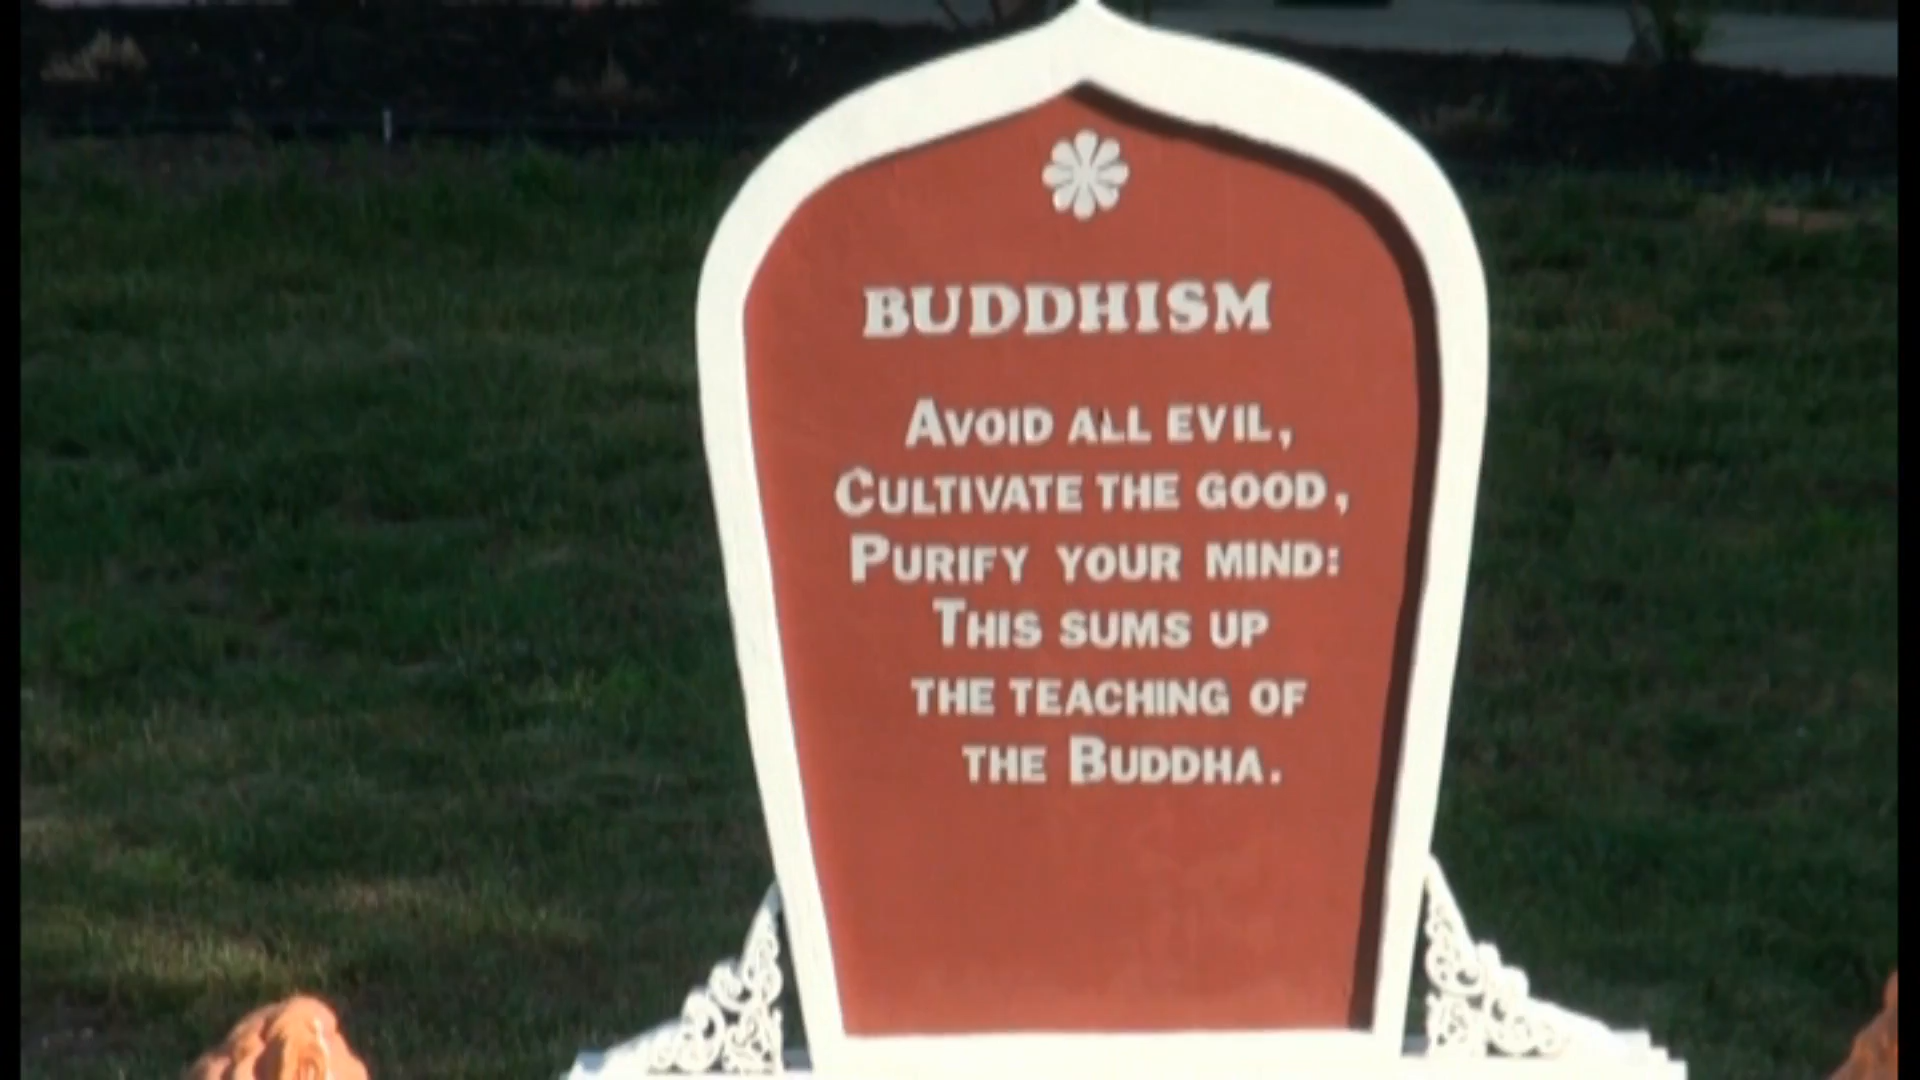 BUDDHISM
AVOID ALL EVIL,
CULTIVATE THE GOOD,
PURIFY YOUR MIND:
THIS SUMS UP
THE TEACHING OF
THE BUDDHA.